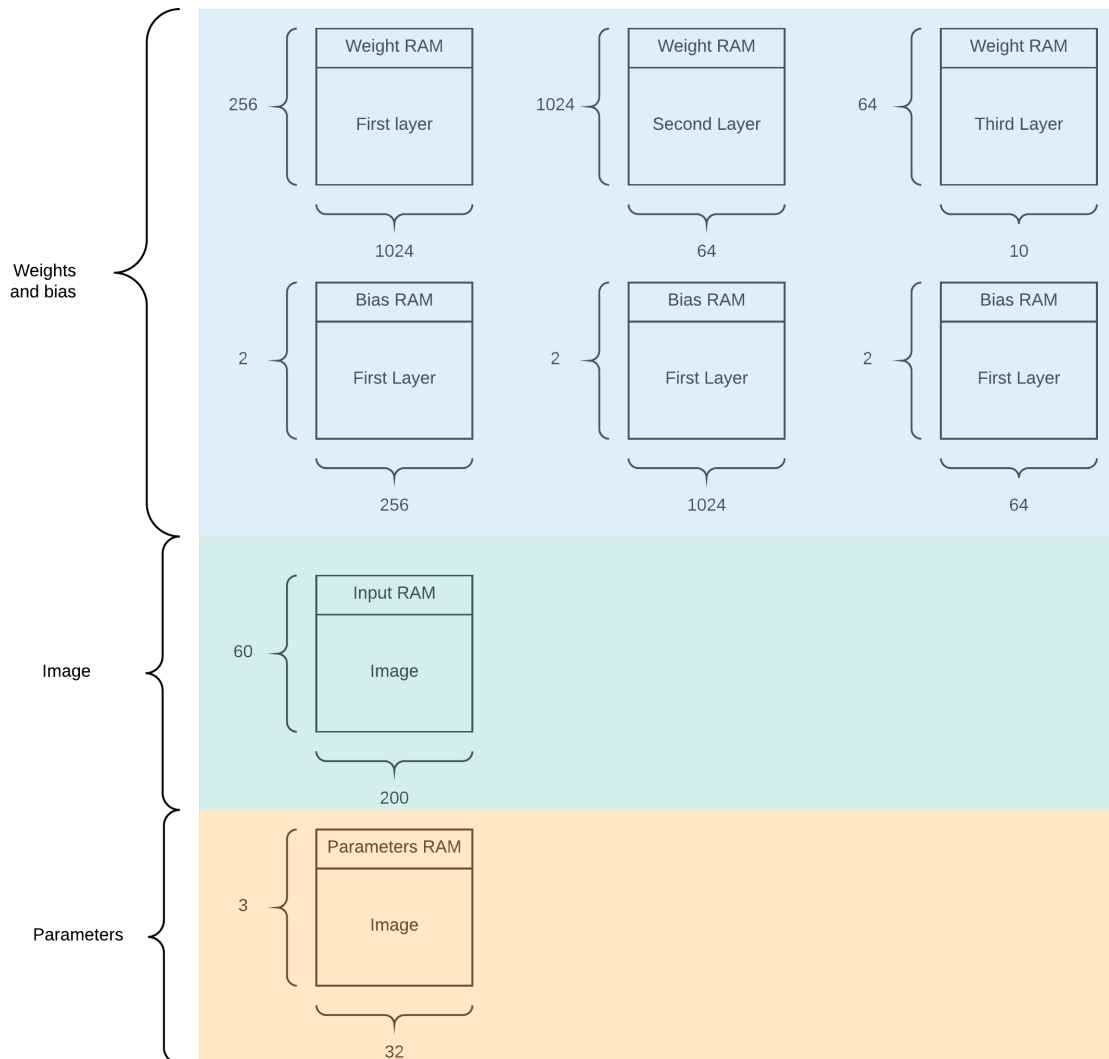 Weight RAM
256
First layer
1024
Weight RAM
1024
Second Layer
64
Weight RAM
64
Third Layer
10
Weights
and bias
Bias RAM
2
First Layer
256
Bias RAM
2
First Layer
1024
Bias RAM
2
First Layer
64
Input RAM
60
Image
Image
200
Parameters RAM
3
Image
Parameters
32